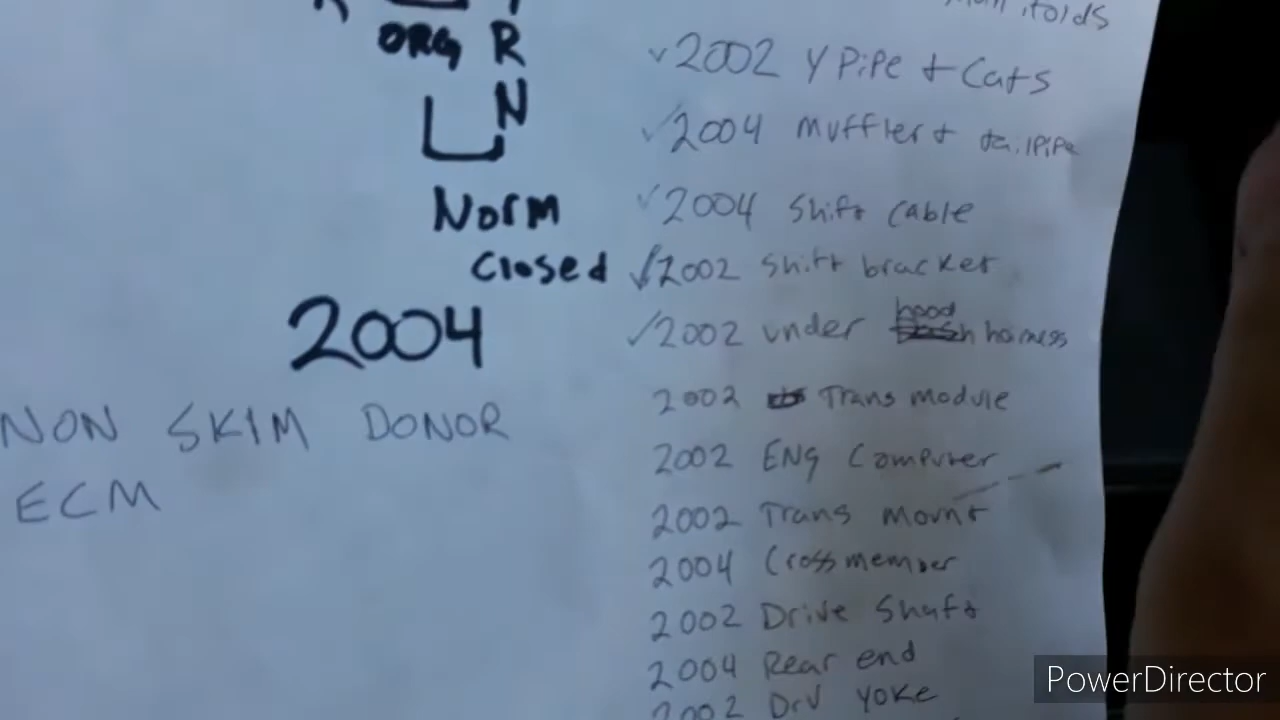 ORG R
N
Norm
Closed
2004
NON SKIM DONOR
ECM
✓2002 Y PiPe + Cats
✓2004 Muffler + tailPiPe
✓2004 Shift Cable
✓2002 Shift bracket
✓2002 under hood harness
2002 Trans module
2002 ENg Computer
2002 Trans Mount
2004 Crossmember
2002 Drive Shaft
2004 Rear end
2002 Drv Yoke
PowerDirector